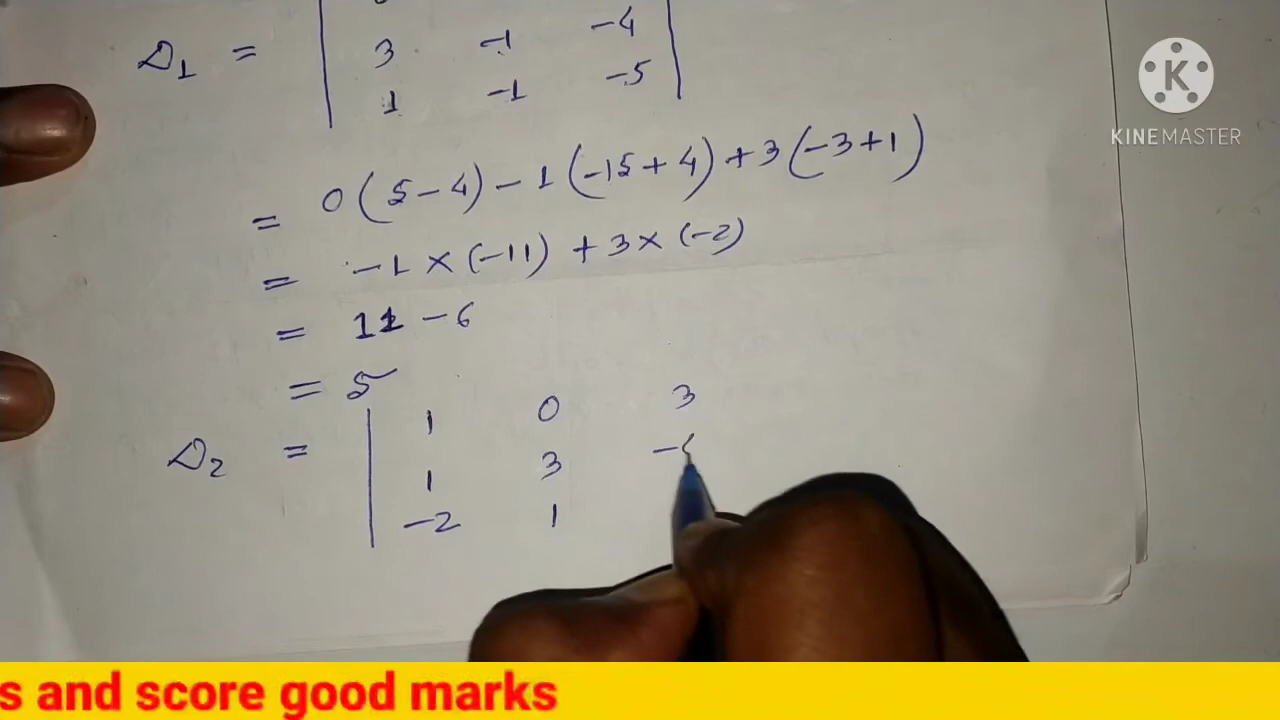 D1 = | 3 -1 -4 |
1 -1 -5
= 0(5-4)-1(-15+4)+3(-3+1)
= -1×(-11)+3×(-2)
= 11-6
= 5
D2 = | 1 0 3
1 3 -
-2 1
K
KINEMASTER
s and score good marks